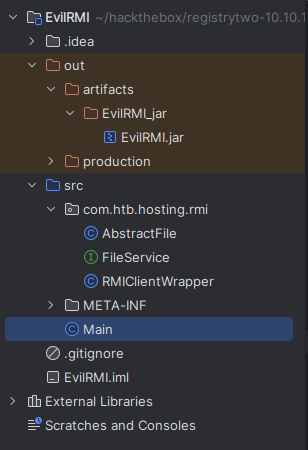 EvilRMI ~/hackthebox/registrytwo-10.10.1
.idea
out
artifacts
EvilRMI_jar
EvilRMI.jar
production
src
com.htb.hosting.rmi
AbstractFile
FileService
RMIClientWrapper
META-INF
Main
.gitignore
EvilRMI.iml
External Libraries
Scratches and Consoles